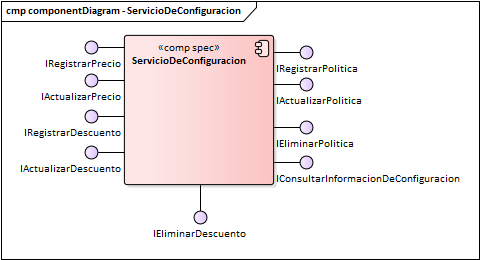 cmp componentDiagram - ServicioDeConfiguracion
«comp spec»
ServicioDeConfiguracion
IRegistrarPrecio
IActualizarPrecio
IRegistrarDescuento
IActualizarDescuento
IRegistrarPolitica
IActualizarPolitica
IEliminarPolitica
IConsultarInformacionDeConfiguracion
IEliminarDescuento